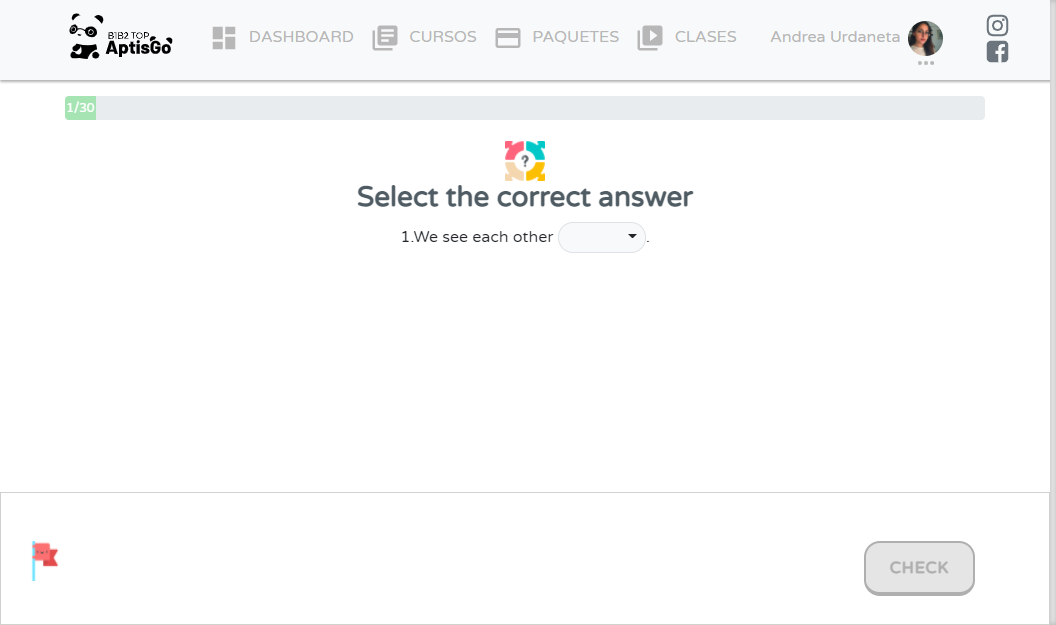 B1B2 TOP
AptisGo
DASHBOARD
CURSOS
PAQUETES
CLASES
Andrea Urdaneta
1/30
?
Select the correct answer
1.We see each other .
CHECK